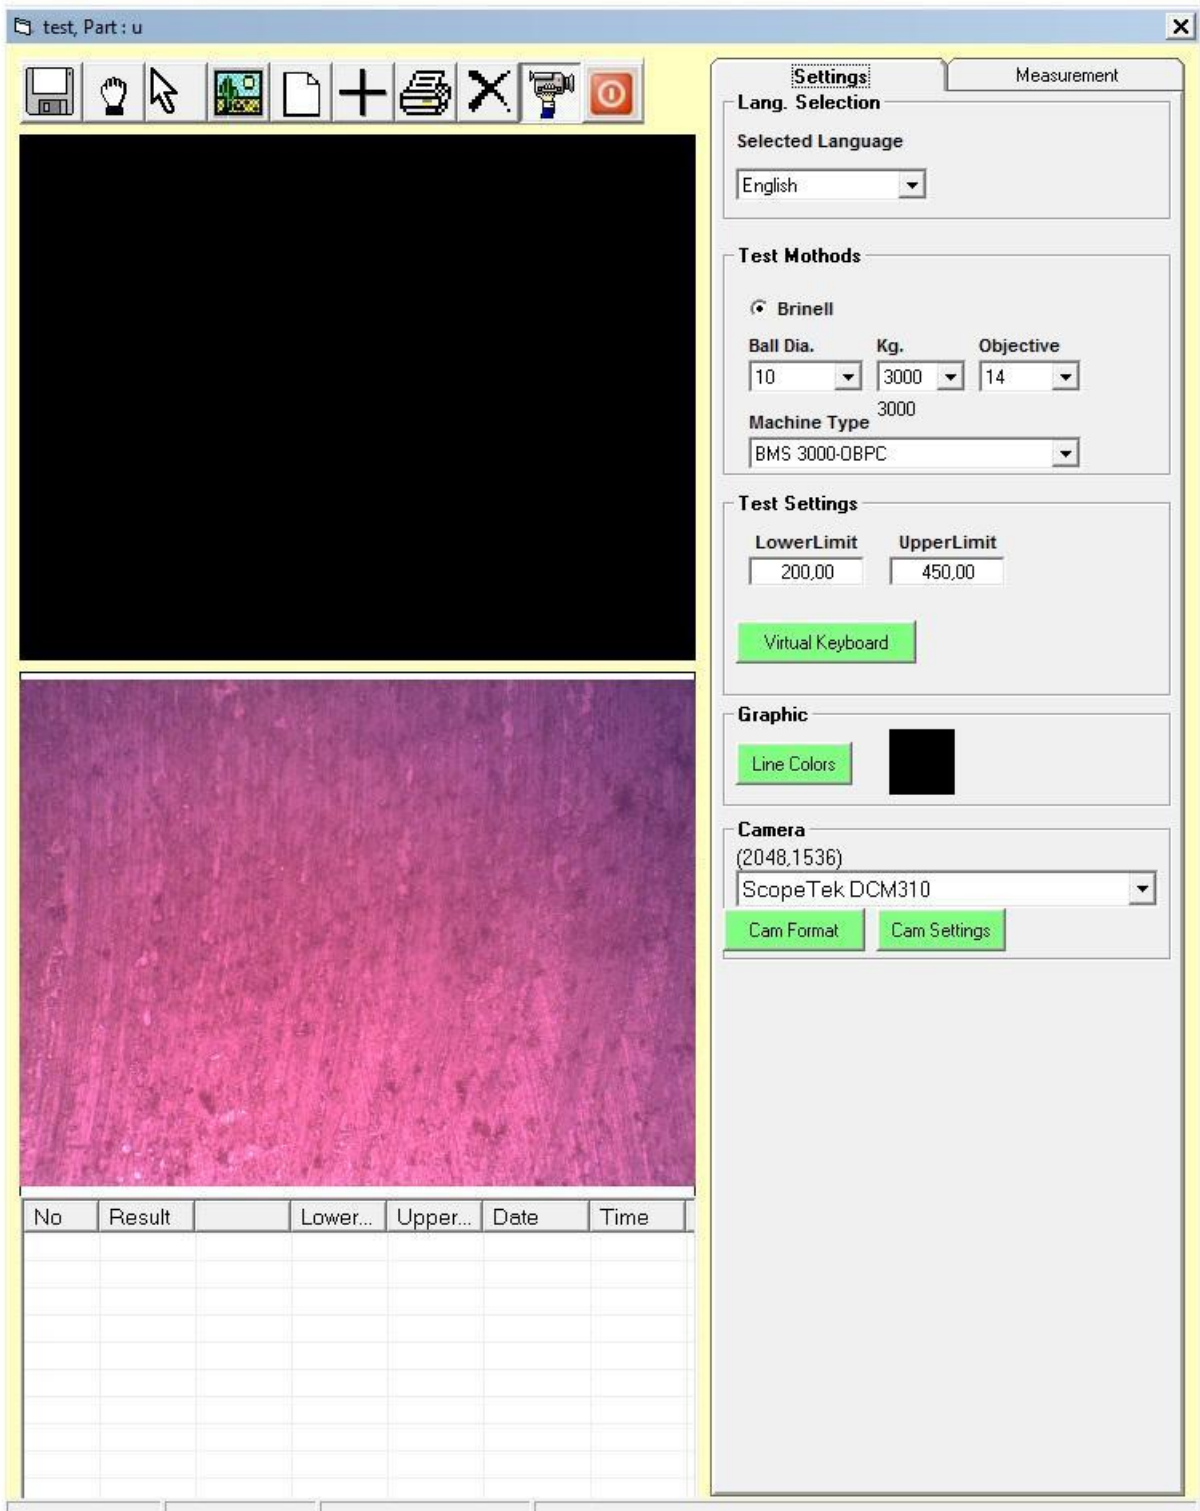 test, Part : u
Settings
Measurement
Lang. Selection
Selected Language
English
Test Mothods
Brinell
Ball Dia. Kg. Objective
10 3000 14
3000
Machine Type
BMS 3000-OBPC
Test Settings
LowerLimit UpperLimit
200,00 450,00
Virtual Keyboard
Graphic
Line Colors
Camera
(2048,1536)
ScopeTek DCM310
Cam Format Cam Settings
No Result Lower... Upper... Date Time